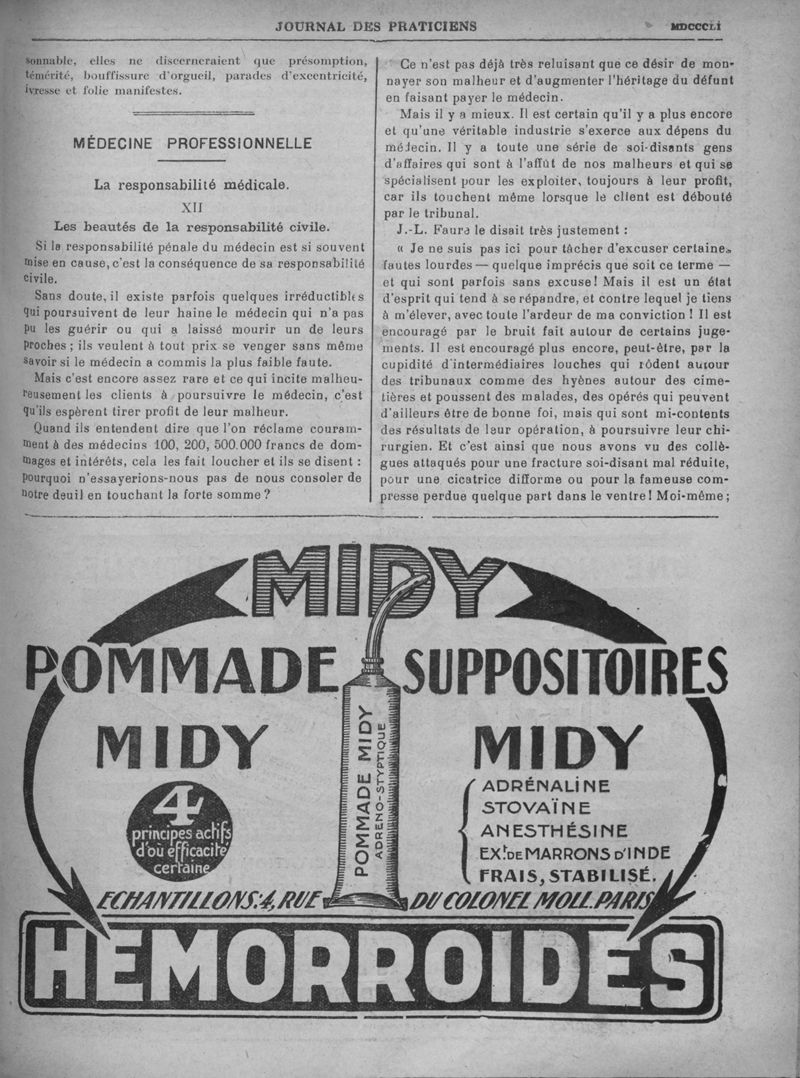 JOURNAL DES PRATICIENS
MDCCCLI
sonnable, elles ne discerneraient que présomption,
témérité, bouffissure d'orgueil, parades d'excentricité,
ivresse et folie manifestes.
MÉDECINE PROFESSIONNELLE
La responsabilité médicale.
XII
Les beautés de la responsabilité civile.
Si la responsabilité pénale du médecin est si souvent
mise en cause, c'est la conséquence de sa responsabilité
civile.
Sans doute, il existe parfois quelques irréductibles
qui poursuivent de leur haine le médecin qui n'a pas
pu les guérir ou qui a laissé mourir un de leurs
proches ; ils veulent à tout prix se venger sans même
savoir si le médecin a commis la plus faible faute.
Mais c'est encore assez rare et ce qui incite malheu-
reusement les clients à poursuivre le médecin, c'est
qu'ils espèrent tirer profit de leur malheur.
Quand ils entendent dire que l'on réclame couram-
ment à des médecins 100, 200, 500.000 francs de dom-
mages et intérêts, cela les fait loucher et ils se disent :
pourquoi n'essayerions-nous pas de nous consoler de
notre deuil en touchant la forte somme ?
Ce n'est pas déjà très reluisant que ce désir de mon-
nayer son malheur et d'augmenter l'héritage du défunt
en faisant payer le médecin.
Mais il y a mieux. Il est certain qu'il y a plus encore
et qu'une véritable industrie s'exerce aux dépens du
médecin. Il y a toute une série de soi-disants gens
d'affaires qui sont à l'affût de nos malheurs et qui se
spécialisent pour les exploiter, toujours à leur profit,
car ils touchent même lorsque le client est débouté
par le tribunal.
J.-L. Faure le disait très justement :
« Je ne suis pas ici pour tâcher d'excuser certaines
fautes lourdes — quelque imprécis que soit ce terme —
et qui sont parfois sans excuse! Mais il est un état
d'esprit qui tend à se répandre, et contre lequel je tiens
à m'élever, avec toute l'ardeur de ma conviction ! Il est
encouragé par le bruit fait autour de certains juge-
ments. Il est encouragé plus encore, peut-être, par la
cupidité d'intermédiaires louches qui rôdent autour
des tribunaux comme des hyènes autour des cime-
tières et poussent des malades, des opérés qui peuvent
d'ailleurs être de bonne foi, mais qui sont mi-contents
des résultats de leur opération, à poursuivre leur chi-
rurgien. Et c'est ainsi que nous avons vu des collè-
gues attaqués pour une fracture soi-disant mal réduite,
pour une cicatrice difforme ou pour la fameuse com-
presse perdue quelque part dans le ventre! Moi-même ;
MIDY
POMMADE
MIDY
4
principes actifs
d'où efficacité
certaine
POMMADE MIDY
ADRENO-STYPTIQUE
SUPPOSITOIRES
MIDY
ADRÉNALINE
STOVAÏNE
ANESTHÉSINE
EXt. DE MARRONS D'INDE
FRAIS, STABILISÉ.
ECHANTILLONS. 4, RUE DU COLONEL MOLL. PARIS
HEMORROIDES